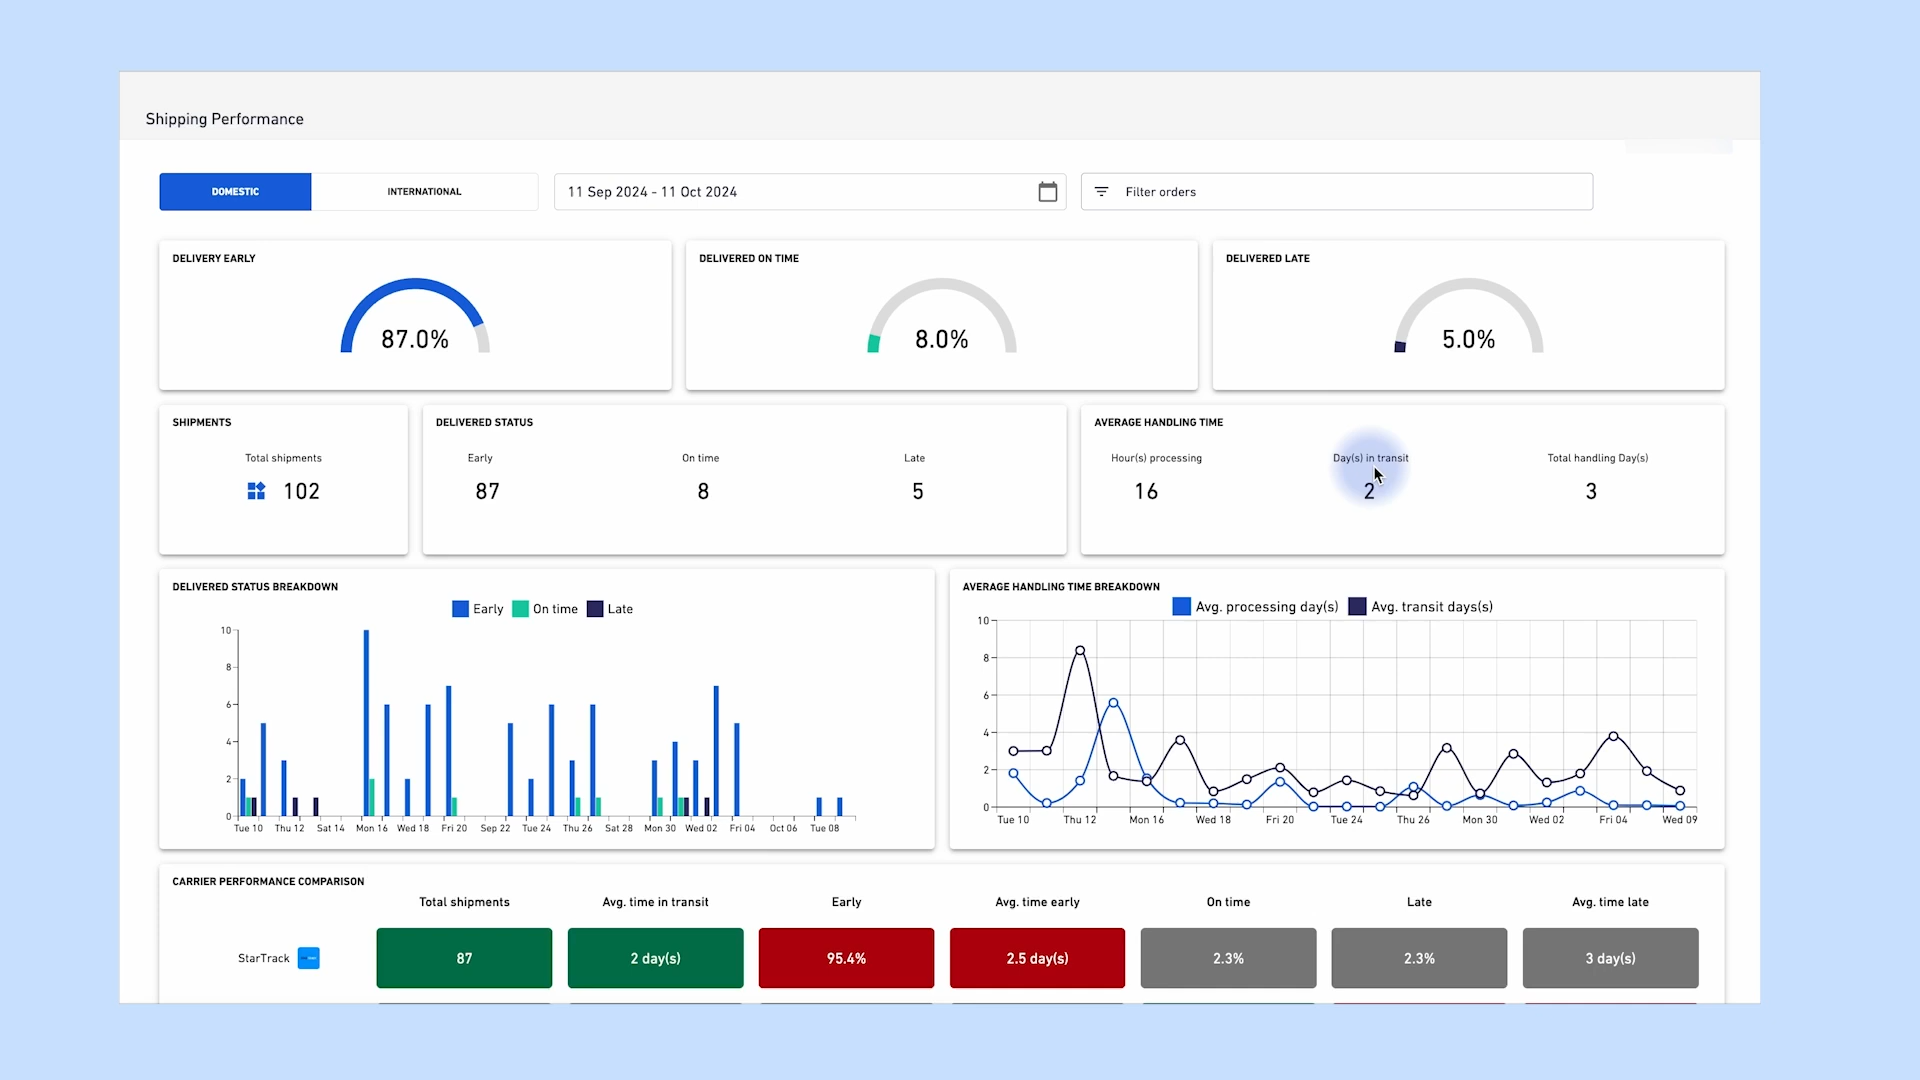 Shipping Performance
DOMESTIC
INTERNATIONAL
11 Sep 2024 - 11 Oct 2024
Filter orders
DELIVERY EARLY
87.0%
DELIVERED ON TIME
8.0%
DELIVERED LATE
5.0%
SHIPMENTS
Total shipments
102
DELIVERED STATUS
Early On time Late
87 8 5
AVERAGE HANDLING TIME
Hour(s) processing Day(s) in transit Total handling Day(s)
16 2 3
DELIVERED STATUS BREAKDOWN
Early On time Late
10
8
6
4
2
0
Tue 10 Thu 12 Sat 14 Mon 16 Wed 18 Fri 20 Sep 22 Tue 24 Thu 26 Sat 28 Mon 30 Wed 02 Fri 04 Oct 06 Tue 08
AVERAGE HANDLING TIME BREAKDOWN
Avg. processing day(s) Avg. transit days(s)
10
8
6
4
2
0
Tue 10 Thu 12 Mon 16 Wed 18 Fri 20 Tue 24 Thu 26 Mon 30 Wed 02 Fri 04 Wed 09
CARRIER PERFORMANCE COMPARISON
Total shipments Avg. time in transit Early Avg. time early On time Late Avg. time late
StarTrack 87 2 day(s) 95.4% 2.5 day(s) 2.3% 2.3% 3 day(s)